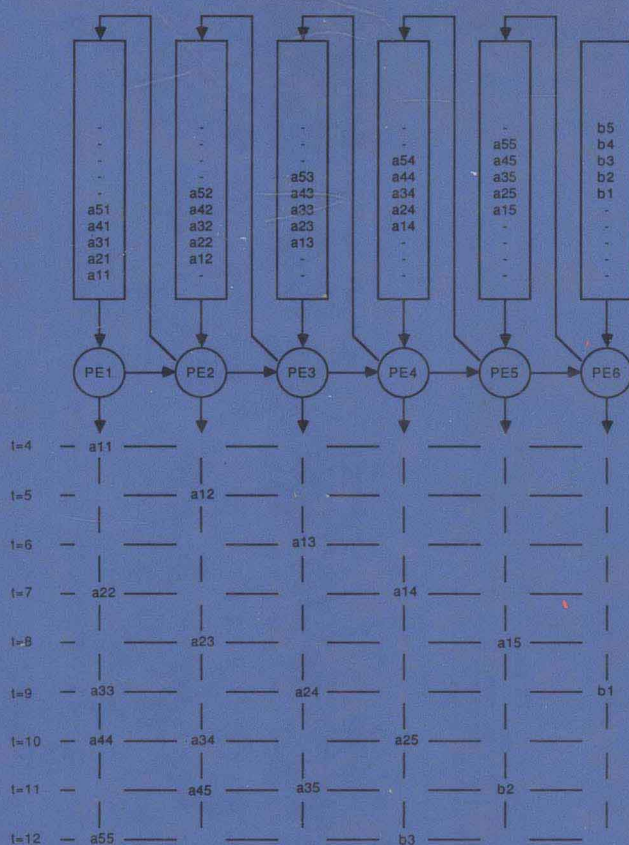 - - - - - b5
- - - - a55 b4
- - - a54 a45 b3
- - a53 a44 a35 b2
- a52 a43 a34 a25 b1
a51 a42 a33 a24 a15 -
a41 a32 a23 a14 - -
a31 a22 a13 - - -
a21 a12 - - - -
a11 - - - - -
PE1 PE2 PE3 PE4 PE5 PE6
t=4 a11
t=5 a12
t=6 a13
t=7 a22 a14
t=8 a23 a15
t=9 a33 a24 b1
t=10 a44 a34 a25
t=11 a45 a35 b2
t=12 a55 b3